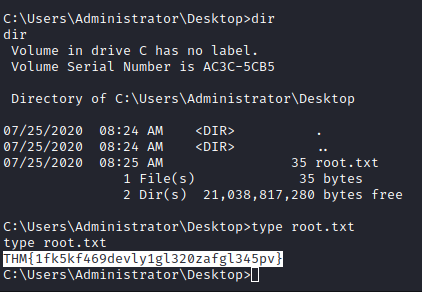 C:\Users\Administrator\Desktop>dir
dir
 Volume in drive C has no label.
 Volume Serial Number is AC3C-5CB5

 Directory of C:\Users\Administrator\Desktop

07/25/2020  08:24 AM    <DIR>          .
07/25/2020  08:24 AM    <DIR>          ..
07/25/2020  08:25 AM                35 root.txt
               1 File(s)             35 bytes
               2 Dir(s)  21,038,817,280 bytes free

C:\Users\Administrator\Desktop>type root.txt
type root.txt
THM{1fk5kf469devly1gl320zafgl345pv}
C:\Users\Administrator\Desktop>